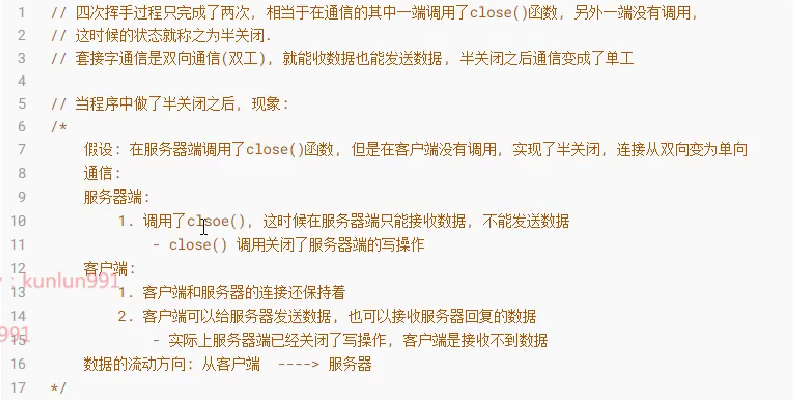 1 // 四次挥手过程只完成了两次，相当于在通信的其中一端调用了close()函数，另外一端没有调用，
2 // 这时候的状态就称之为半关闭.
3 // 套接字通信是双向通信(双工)，就能收数据也能发送数据，半关闭之后通信变成了单工
4
5 // 当程序中做了半关闭之后，现象：
6 /*
7 假设：在服务器端调用了close()函数，但是在客户端没有调用，实现了半关闭，连接从双向变为单向
8 通信：
9 服务器端：
10 1. 调用了clsoe()，这时候在服务器端只能接收数据，不能发送数据
11 - close() 调用关闭了服务器端的写操作
12 客户端：
kunlun991
13 1. 客户端和服务器的连接还保持着
14 2. 客户端可以给服务器发送数据，也可以接收服务器回复的数据
991
15 - 实际上服务器端已经关闭了写操作，客户端是接收不到数据
16 数据的流动方向：从客户端 ----> 服务器
17 */